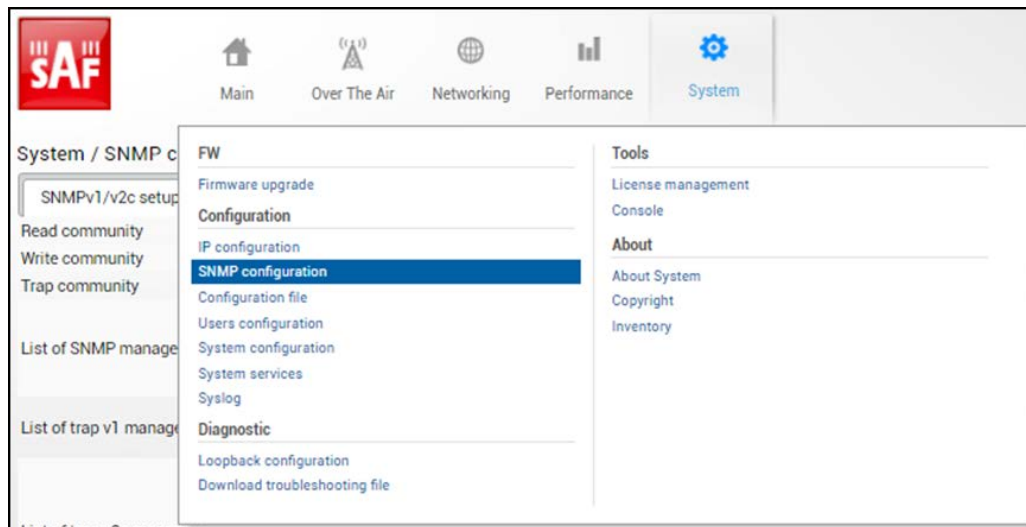 SAF
Main
Over The Air
Networking
Performance
System
System / SNMP c
SNMPv1/v2c setup
Read community
Write community
Trap community
List of SNMP manage
List of trap v1 manage
FW
Firmware upgrade
Configuration
IP configuration
SNMP configuration
Configuration file
Users configuration
System configuration
System services
Syslog
Diagnostic
Loopback configuration
Download troubleshooting file
Tools
License management
Console
About
About System
Copyright
Inventory